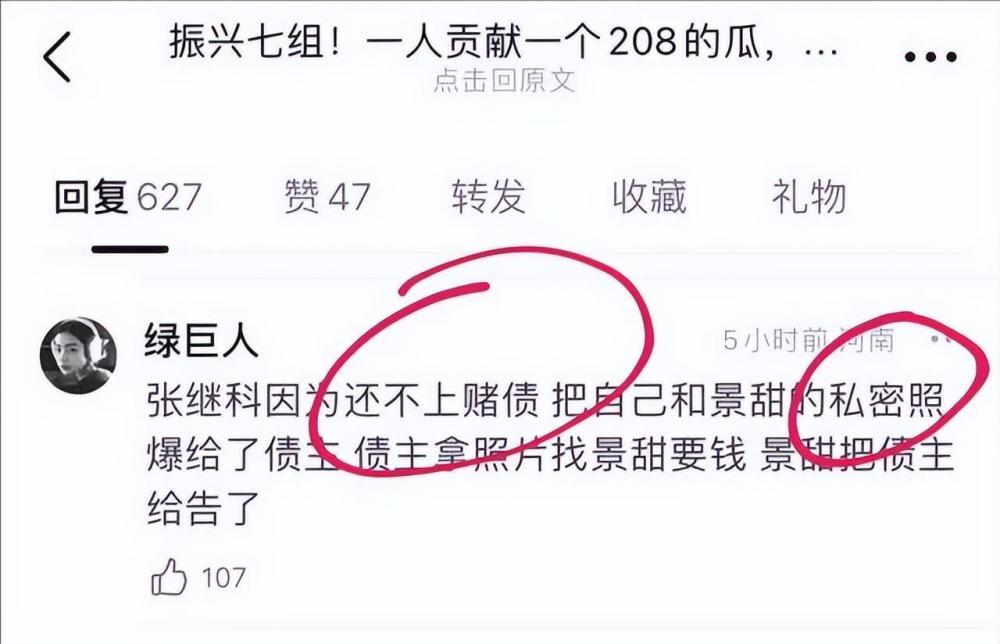 振兴七组！一人贡献一个208的瓜，...
点击回原文
回复 627 赞 47 转发 收藏 礼物
绿巨人
5小时前 河南
张继科因为还不上赌债 把自己和景甜的私密照
爆给了债主 债主拿照片找景甜要钱 景甜把债主
给告了
107